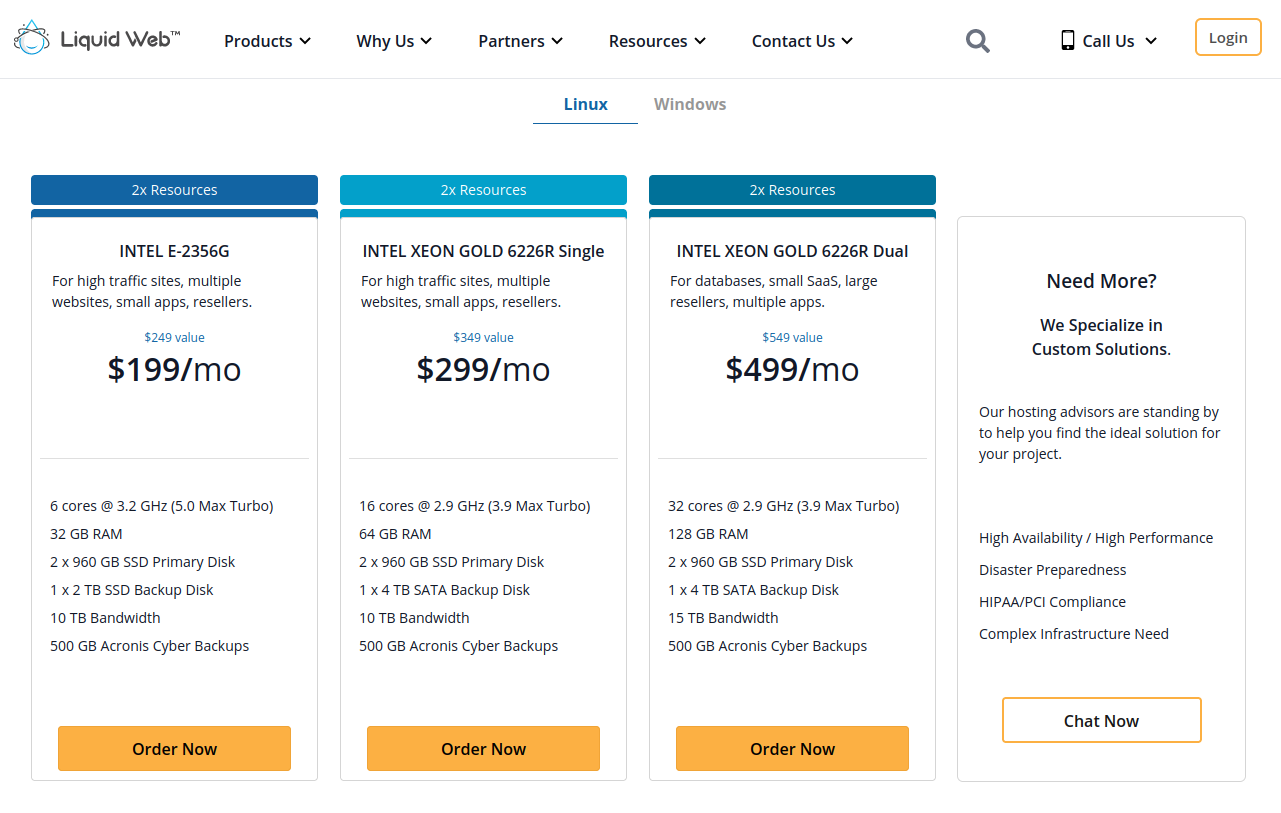 Liquid Web™
Products
Why Us
Partners
Resources
Contact Us
Call Us
Login
Linux
Windows
2x Resources
INTEL E-2356G
For high traffic sites, multiple
websites, small apps, resellers.
$249 value
$199/mo
6 cores @ 3.2 GHz (5.0 Max Turbo)
32 GB RAM
2 x 960 GB SSD Primary Disk
1 x 2 TB SSD Backup Disk
10 TB Bandwidth
500 GB Acronis Cyber Backups
Order Now
2x Resources
INTEL XEON GOLD 6226R Single
For high traffic sites, multiple
websites, small apps, resellers.
$349 value
$299/mo
16 cores @ 2.9 GHz (3.9 Max Turbo)
64 GB RAM
2 x 960 GB SSD Primary Disk
1 x 4 TB SATA Backup Disk
10 TB Bandwidth
500 GB Acronis Cyber Backups
Order Now
2x Resources
INTEL XEON GOLD 6226R Dual
For databases, small SaaS, large
resellers, multiple apps.
$549 value
$499/mo
32 cores @ 2.9 GHz (3.9 Max Turbo)
128 GB RAM
2 x 960 GB SSD Primary Disk
1 x 4 TB SATA Backup Disk
15 TB Bandwidth
500 GB Acronis Cyber Backups
Order Now
Need More?
We Specialize in
Custom Solutions.
Our hosting advisors are standing by
to help you find the ideal solution for
your project.
High Availability / High Performance
Disaster Preparedness
HIPAA/PCI Compliance
Complex Infrastructure Need
Chat Now